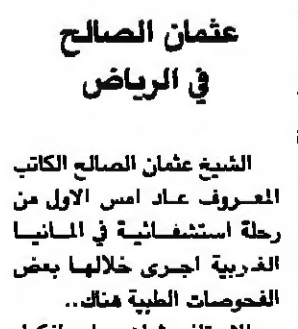 عثمان الصالح
في الرياض
الشيخ عثمان الصالح الكاتب
المعروف عاد امس الاول من
رحلة استشفائية في المانيا
الغربية اجرى خلالها بعض
الفحوصات الطبية هناك..